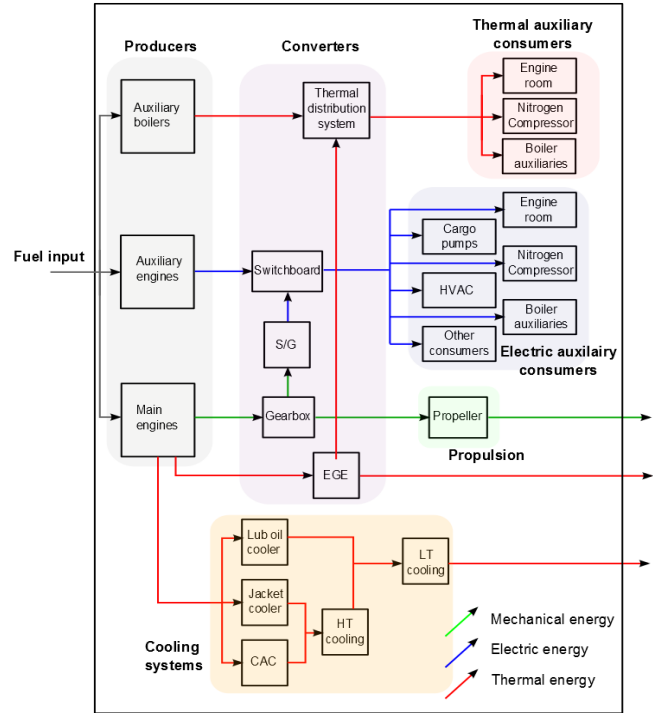 Thermal auxiliary
consumers
Producers
Converters
Engine
room
Auxiliary
boilers
Thermal
distribution
system
Nitrogen
Compressor
Boiler
auxiliaries
Engine
room
Cargo
pumps
Fuel input
Auxiliary
engines
Switchboard
Nitrogen
Compressor
HVAC
Boiler
auxiliaries
S/G
Other
consumers
Electric auxilairy
consumers
Main
engines
Gearbox
Propeller
Propulsion
EGE
Lub oil
cooler
LT
cooling
Jacket
cooler
HT
cooling
Cooling
systems
CAC
Mechanical energy
Electric energy
Thermal energy